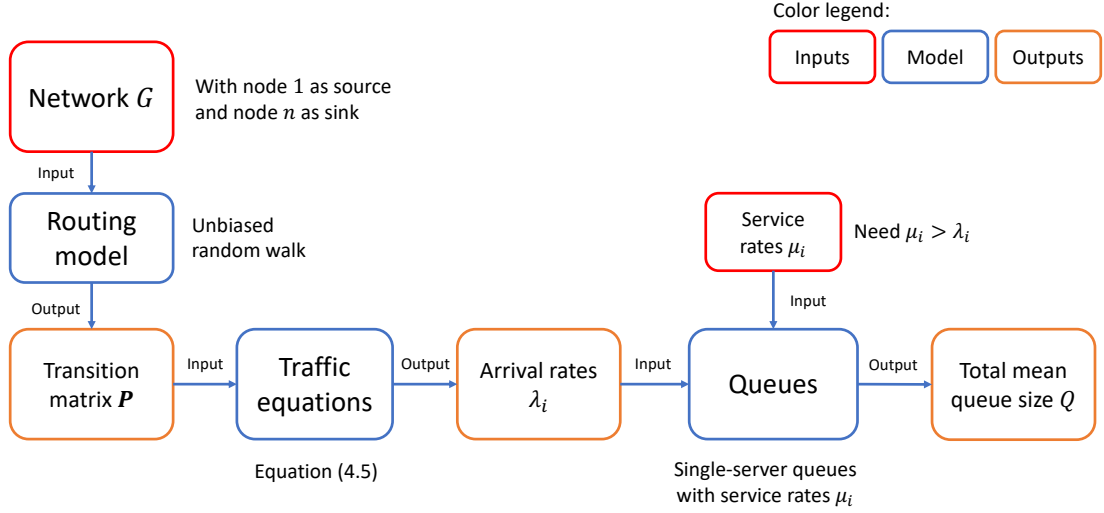 Color legend:
Inputs
Model
Outputs
Network G
With node 1 as source
and node n as sink
Input
Routing
model
Unbiased
random walk
Service
rates μᵢ
Need μᵢ > λᵢ
Output
Input
Transition
matrix P
Input
Traffic
equations
Output
Arrival rates
λᵢ
Input
Queues
Output
Total mean
queue size Q
Equation (4.5)
Single-server queues
with service rates μᵢ